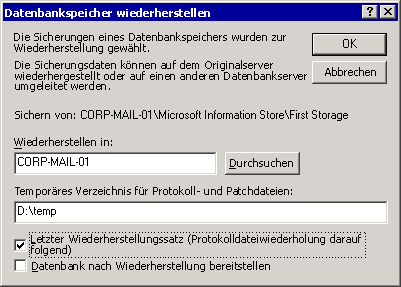 Datenbankspeicher wiederherstellen
Die Sicherungen eines Datenbankspeichers wurden zur
Wiederherstellung gewählt.
OK
Die Sicherungsdaten können auf dem Originalserver
wiederhergestellt oder auf einen anderen Datenbankserver
umgeleitet werden.
Abbrechen
Sichern von: CORP-MAIL-01\Microsoft Information Store\First Storage
Wiederherstellen in:
CORP-MAIL-01
Durchsuchen
Temporäres Verzeichnis für Protokoll- und Patchdateien:
D:\temp
Letzter Wiederherstellungssatz (Protokolldateiwiederholung darauf
folgend)
Datenbank nach Wiederherstellung bereitstellen